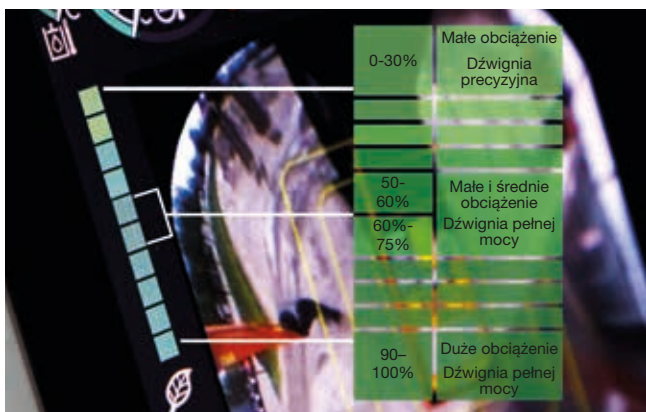 0-30%
Małe obciążenie
Dźwignia
precyzyjna
50-
60%
60%-
75%
Małe i średnie
obciążenie
Dźwignia pełnej
mocy
90–
100%
Duże obciążenie
Dźwignia pełnej
mocy